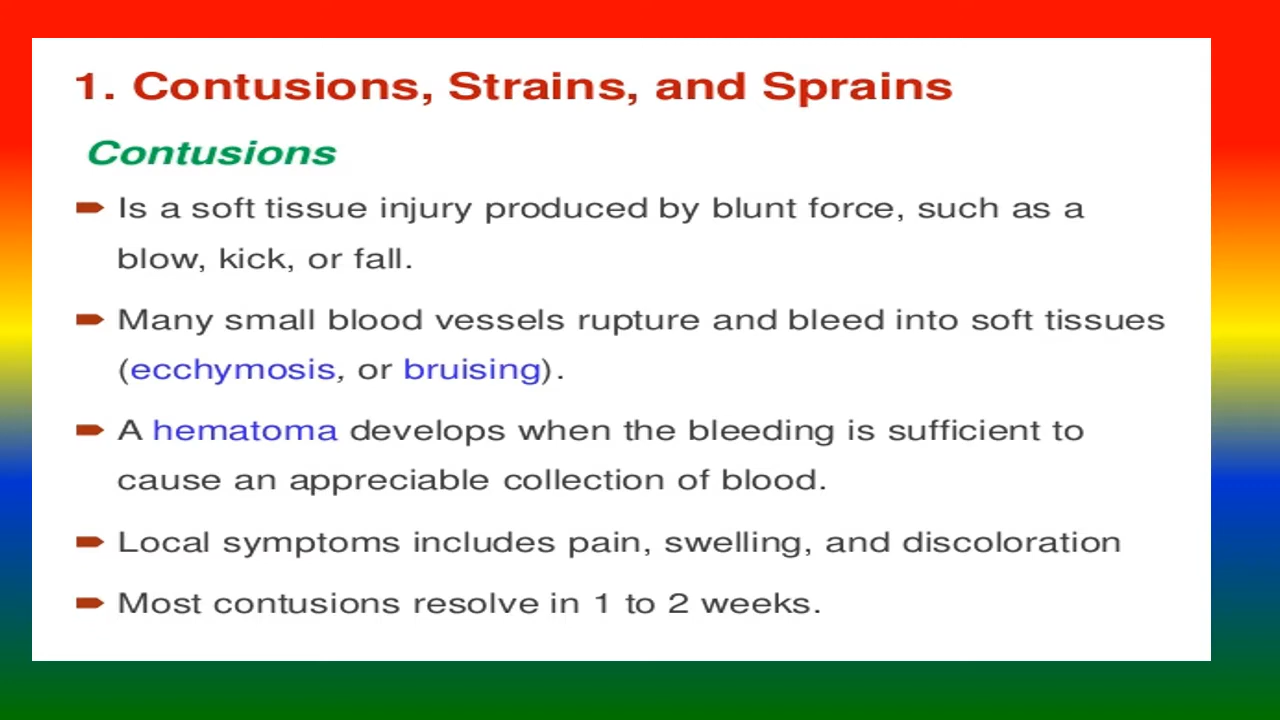 1. Contusions, Strains, and Sprains
Contusions
Is a soft tissue injury produced by blunt force, such as a
blow, kick, or fall.
Many small blood vessels rupture and bleed into soft tissues
(ecchymosis, or bruising).
A hematoma develops when the bleeding is sufficient to
cause an appreciable collection of blood.
Local symptoms includes pain, swelling, and discoloration
Most contusions resolve in 1 to 2 weeks.